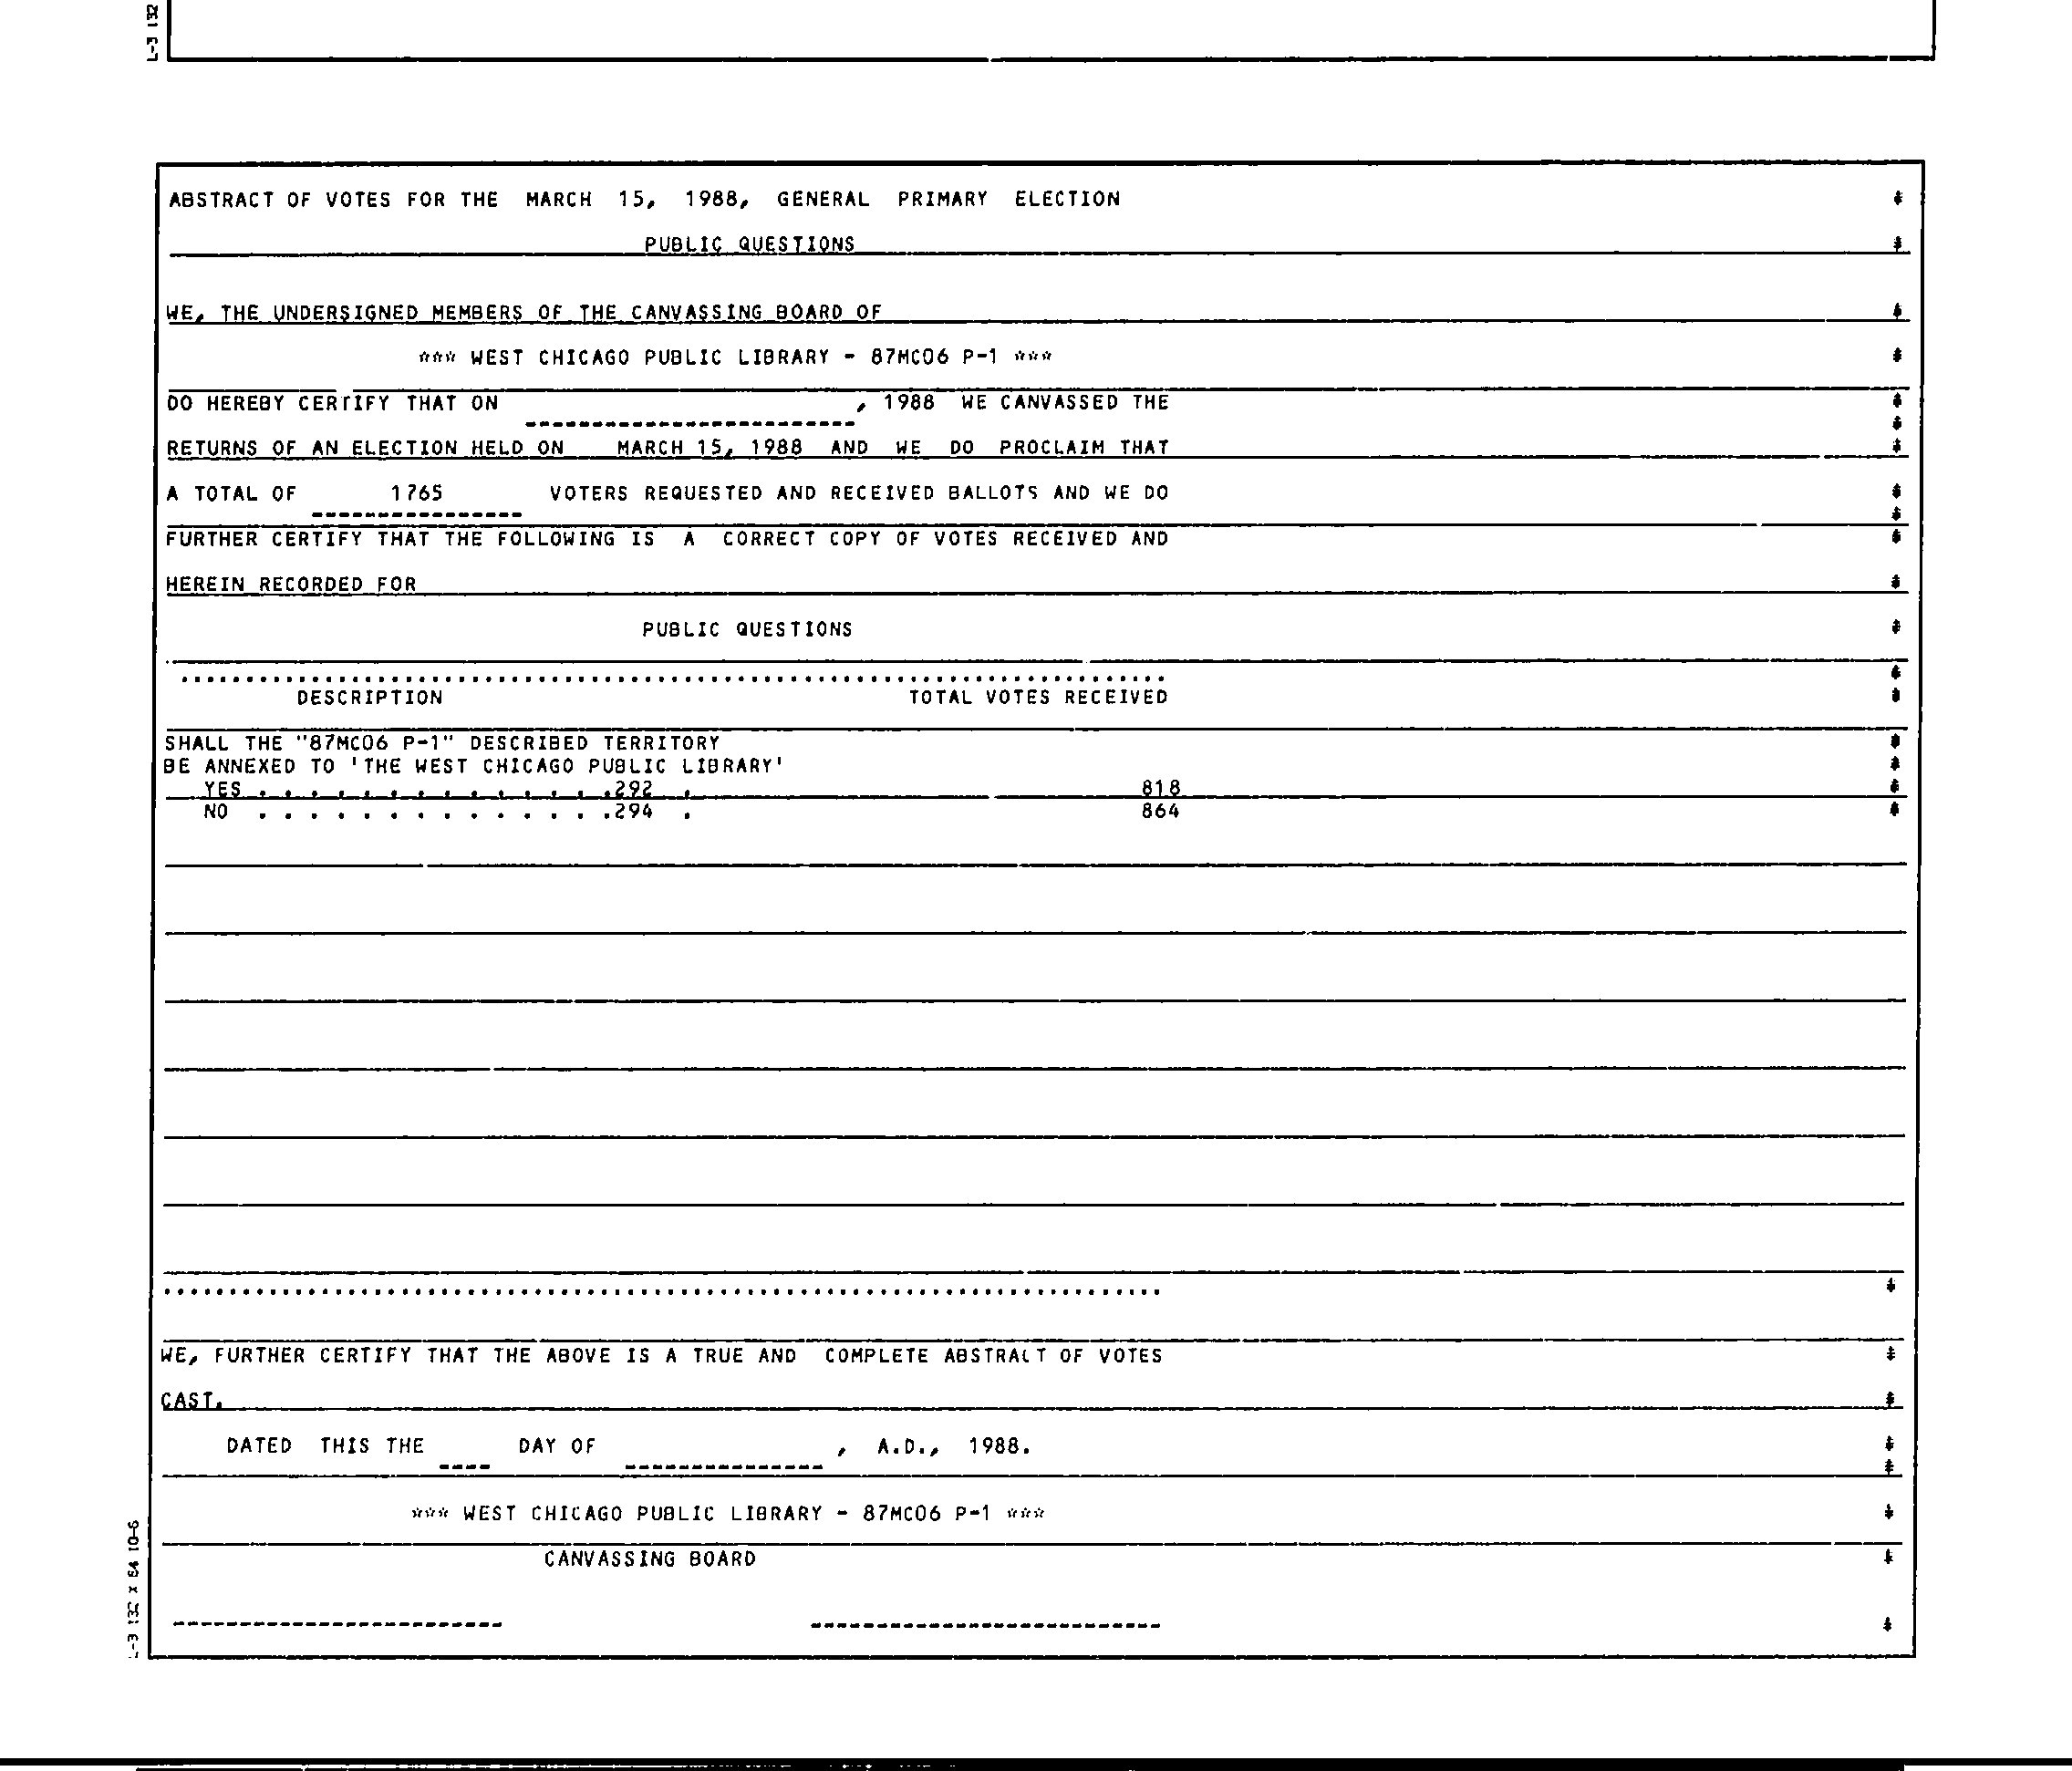 L-3 132
ABSTRACT OF VOTES FOR THE MARCH 15, 1988, GENERAL PRIMARY ELECTION
PUBLIC QUESTIONS
WE, THE UNDERSIGNED MEMBERS OF THE CANVASSING BOARD OF
*** WEST CHICAGO PUBLIC LIBRARY - 87MC06 P-1 ***
DO HEREBY CERTIFY THAT ON _________________________, 1988 WE CANVASSED THE
RETURNS OF AN ELECTION HELD ON MARCH 15, 1988 AND WE DO PROCLAIM THAT
A TOTAL OF 1765 VOTERS REQUESTED AND RECEIVED BALLOTS AND WE DO
FURTHER CERTIFY THAT THE FOLLOWING IS A CORRECT COPY OF VOTES RECEIVED AND
HEREIN RECORDED FOR
PUBLIC QUESTIONS
DESCRIPTION TOTAL VOTES RECEIVED
SHALL THE "87MC06 P-1" DESCRIBED TERRITORY
BE ANNEXED TO 'THE WEST CHICAGO PUBLIC LIBRARY'
YES . . . . . . . . . . . . . .292 . 818
NO . . . . . . . . . . . . . .294 . 864
WE, FURTHER CERTIFY THAT THE ABOVE IS A TRUE AND COMPLETE ABSTRACT OF VOTES
CAST.
DATED THIS THE ____ DAY OF _______________, A.D., 1988.
*** WEST CHICAGO PUBLIC LIBRARY - 87MC06 P-1 ***
CANVASSING BOARD
L-3 132 x 64 10-6